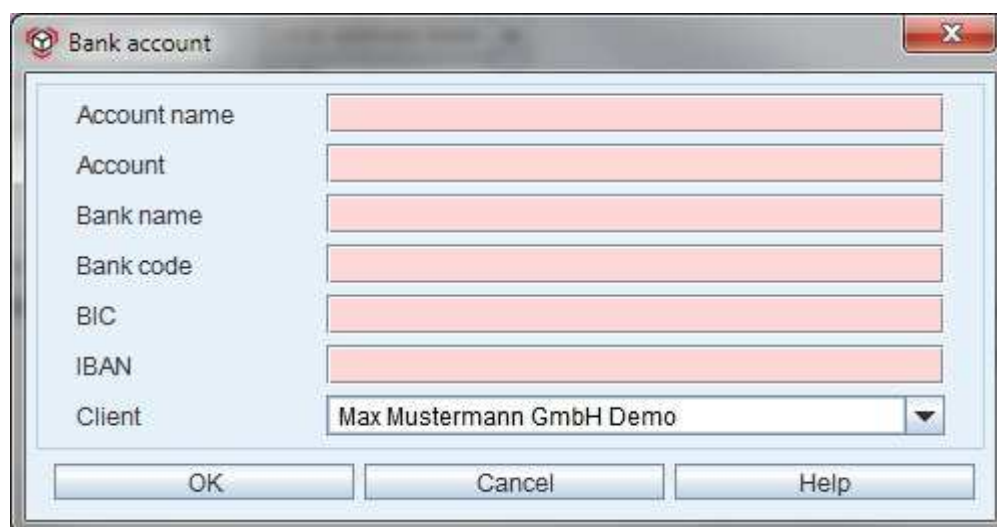 Bank account
Account name
Account
Bank name
Bank code
BIC
IBAN
Client Max Mustermann GmbH Demo
OK Cancel Help